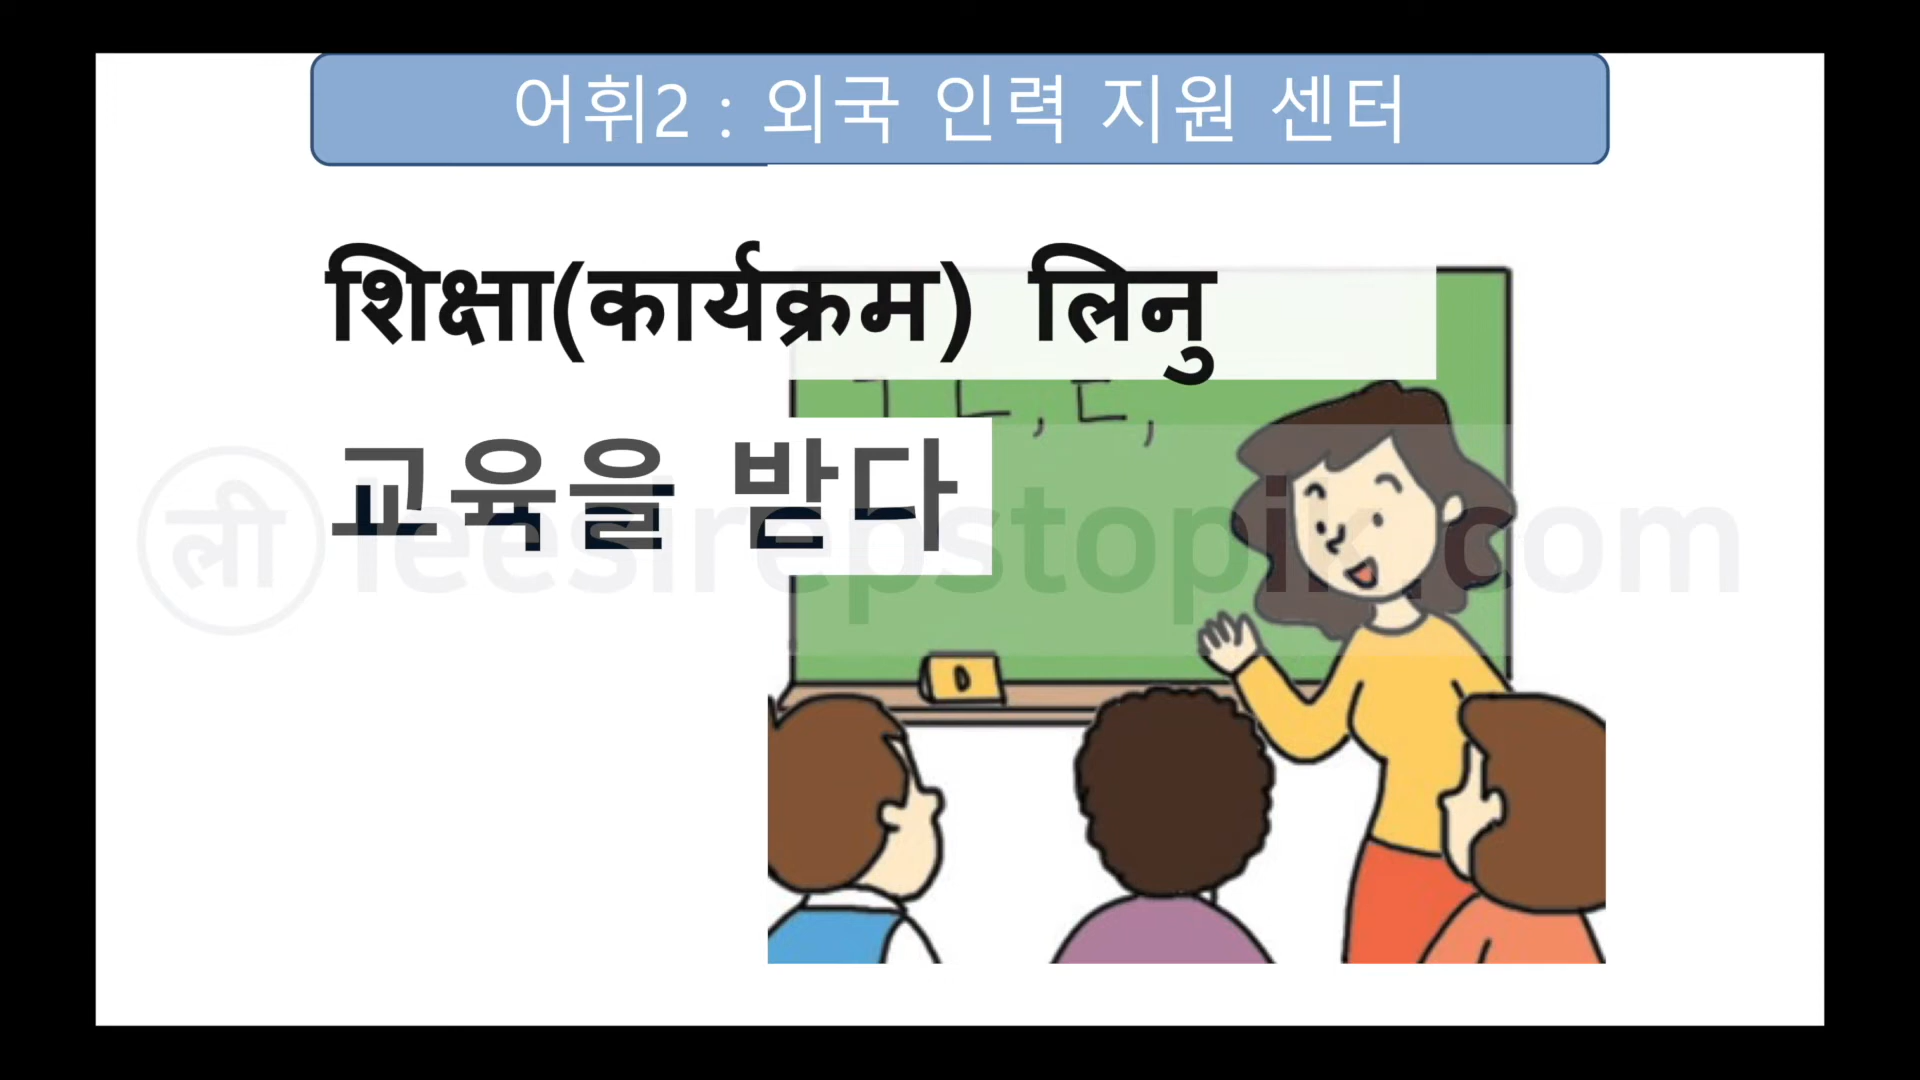 어휘2 : 외국 인력 지원 센터
शिक्षा(कार्यक्रम) लिनु
ㄱ ㄴ, ㄷ,
교육을 받다
ली leesirepstopik.com